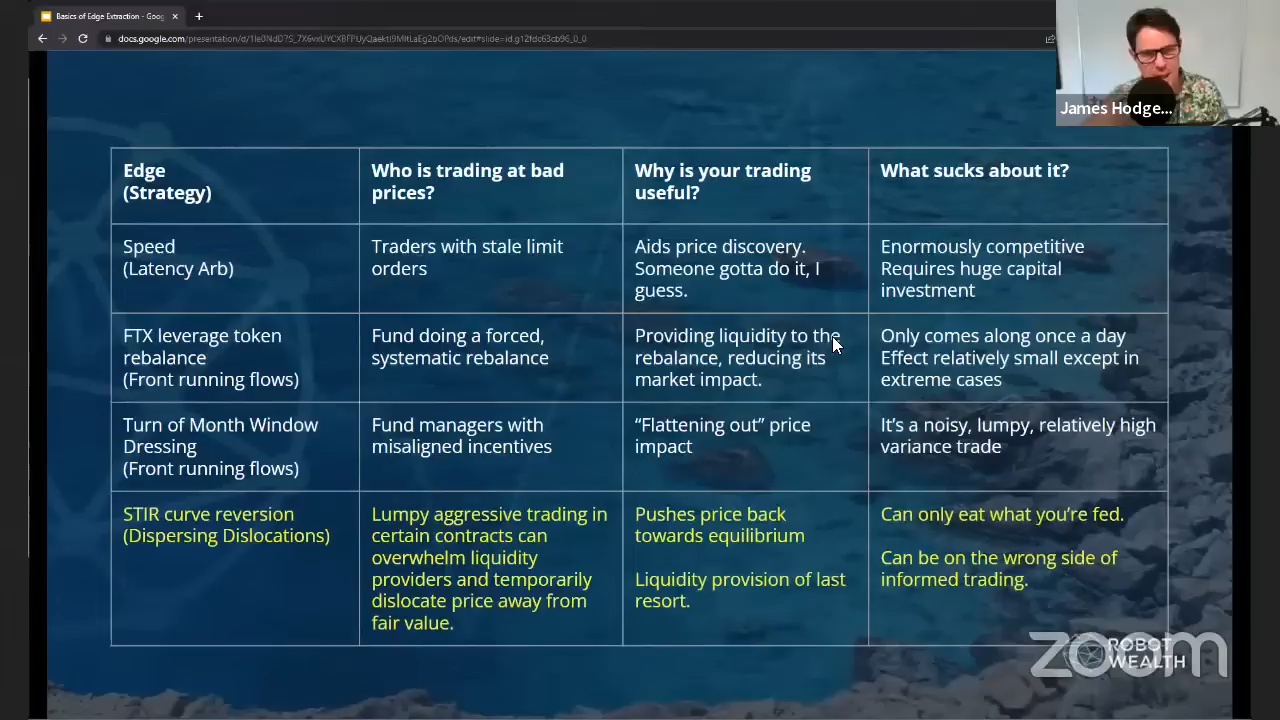 Basics of Edge Extraction - Goog
James Hodge...
Edge
(Strategy)
Who is trading at bad
prices?
Why is your trading
useful?
What sucks about it?
Speed
(Latency Arb)
Traders with stale limit
orders
Aids price discovery.
Someone gotta do it, I
guess.
Enormously competitive
Requires huge capital
investment
FTX leverage token
rebalance
(Front running flows)
Fund doing a forced,
systematic rebalance
Providing liquidity to the
rebalance, reducing its
market impact.
Only comes along once a day
Effect relatively small except in
extreme cases
Turn of Month Window
Dressing
(Front running flows)
Fund managers with
misaligned incentives
“Flattening out” price
impact
It’s a noisy, lumpy, relatively high
variance trade
STIR curve reversion
(Dispersing Dislocations)
Lumpy aggressive trading in
certain contracts can
overwhelm liquidity
providers and temporarily
dislocate price away from
fair value.
Pushes price back
towards equilibrium
Liquidity provision of last
resort.
Can only eat what you’re fed.
Can be on the wrong side of
informed trading.
zoom
ROBOT
WEALTH